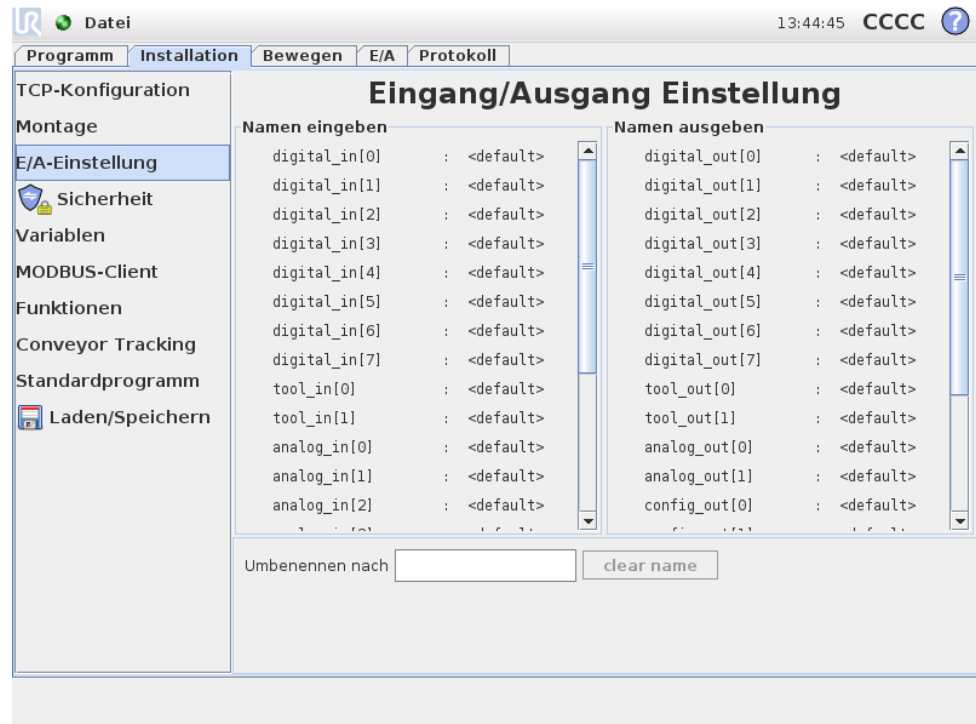 UR Datei 13:44:45 CCCC ?
Programm Installation Bewegen E/A Protokoll
TCP-Konfiguration
Montage
E/A-Einstellung
Sicherheit
Variablen
MODBUS-Client
Funktionen
Conveyor Tracking
Standardprogramm
Laden/Speichern
Eingang/Ausgang Einstellung
Namen eingeben
digital_in[0] : <default>
digital_in[1] : <default>
digital_in[2] : <default>
digital_in[3] : <default>
digital_in[4] : <default>
digital_in[5] : <default>
digital_in[6] : <default>
digital_in[7] : <default>
tool_in[0] : <default>
tool_in[1] : <default>
analog_in[0] : <default>
analog_in[1] : <default>
analog_in[2] : <default>
Namen ausgeben
digital_out[0] : <default>
digital_out[1] : <default>
digital_out[2] : <default>
digital_out[3] : <default>
digital_out[4] : <default>
digital_out[5] : <default>
digital_out[6] : <default>
digital_out[7] : <default>
tool_out[0] : <default>
tool_out[1] : <default>
analog_out[0] : <default>
analog_out[1] : <default>
config_out[0] : <default>
Umbenennen nach clear name